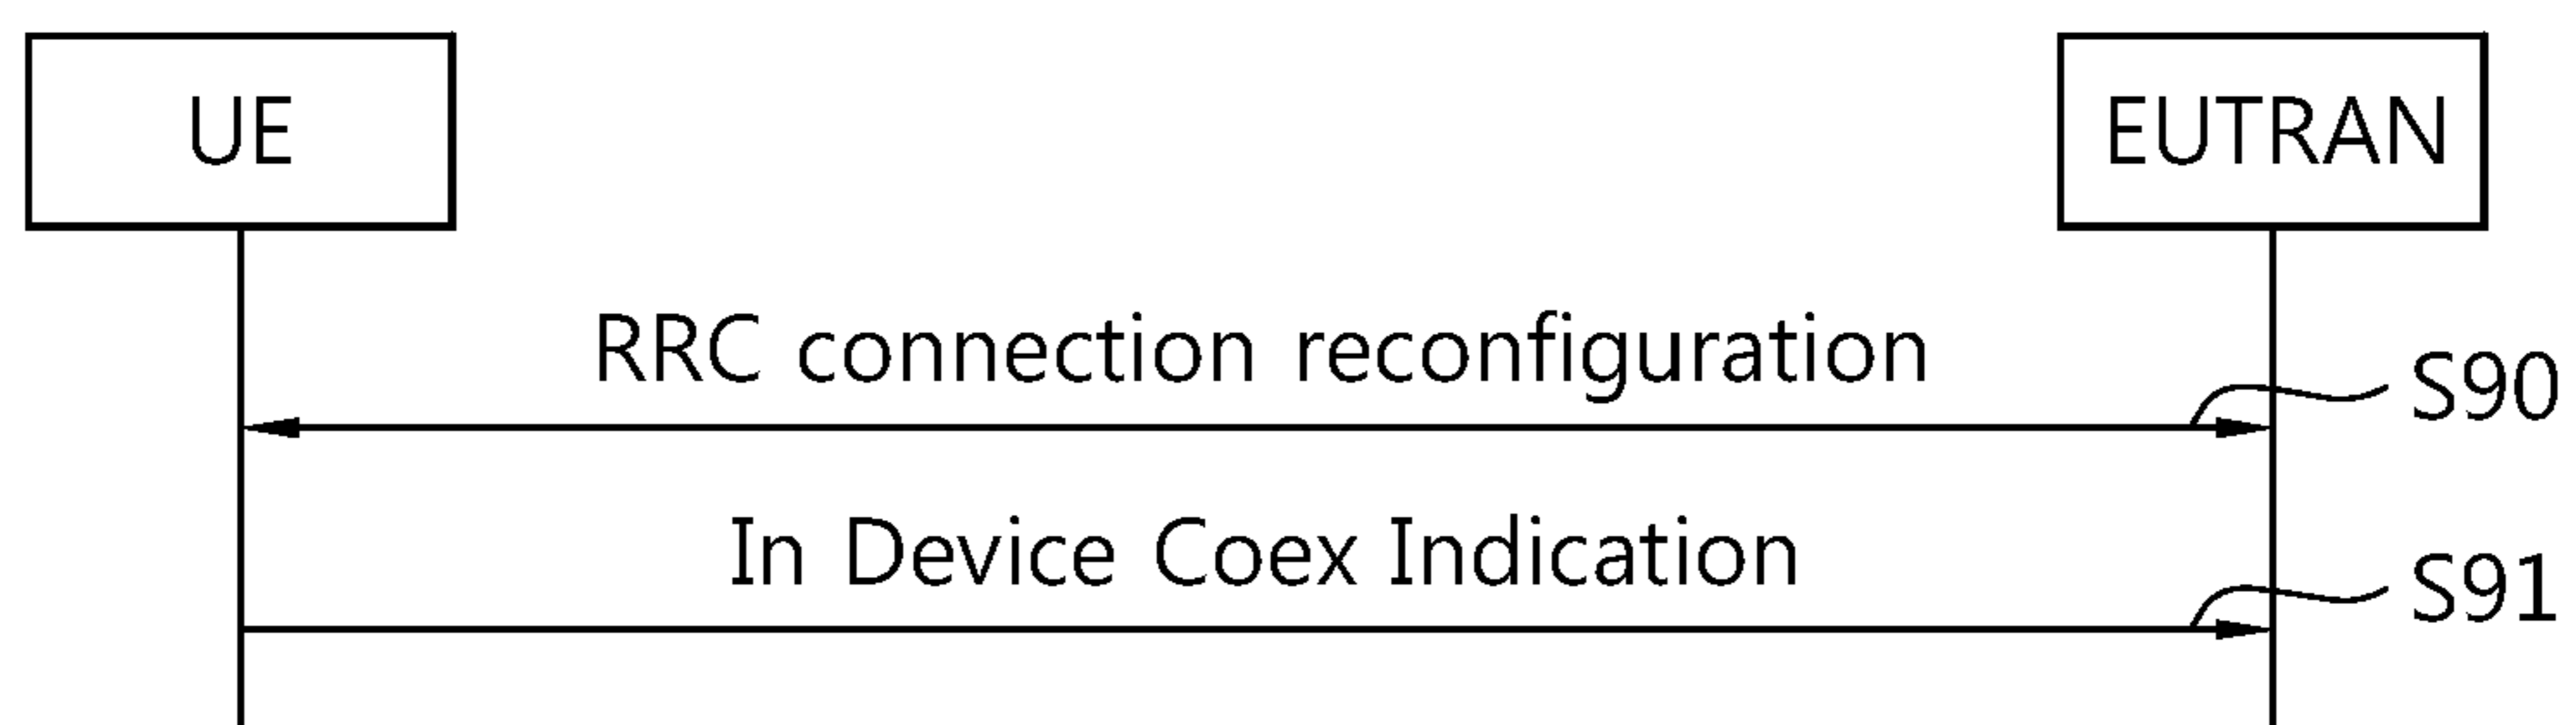 UE
EUTRAN
RRC connection reconfiguration
S90
In Device Coex Indication
S91